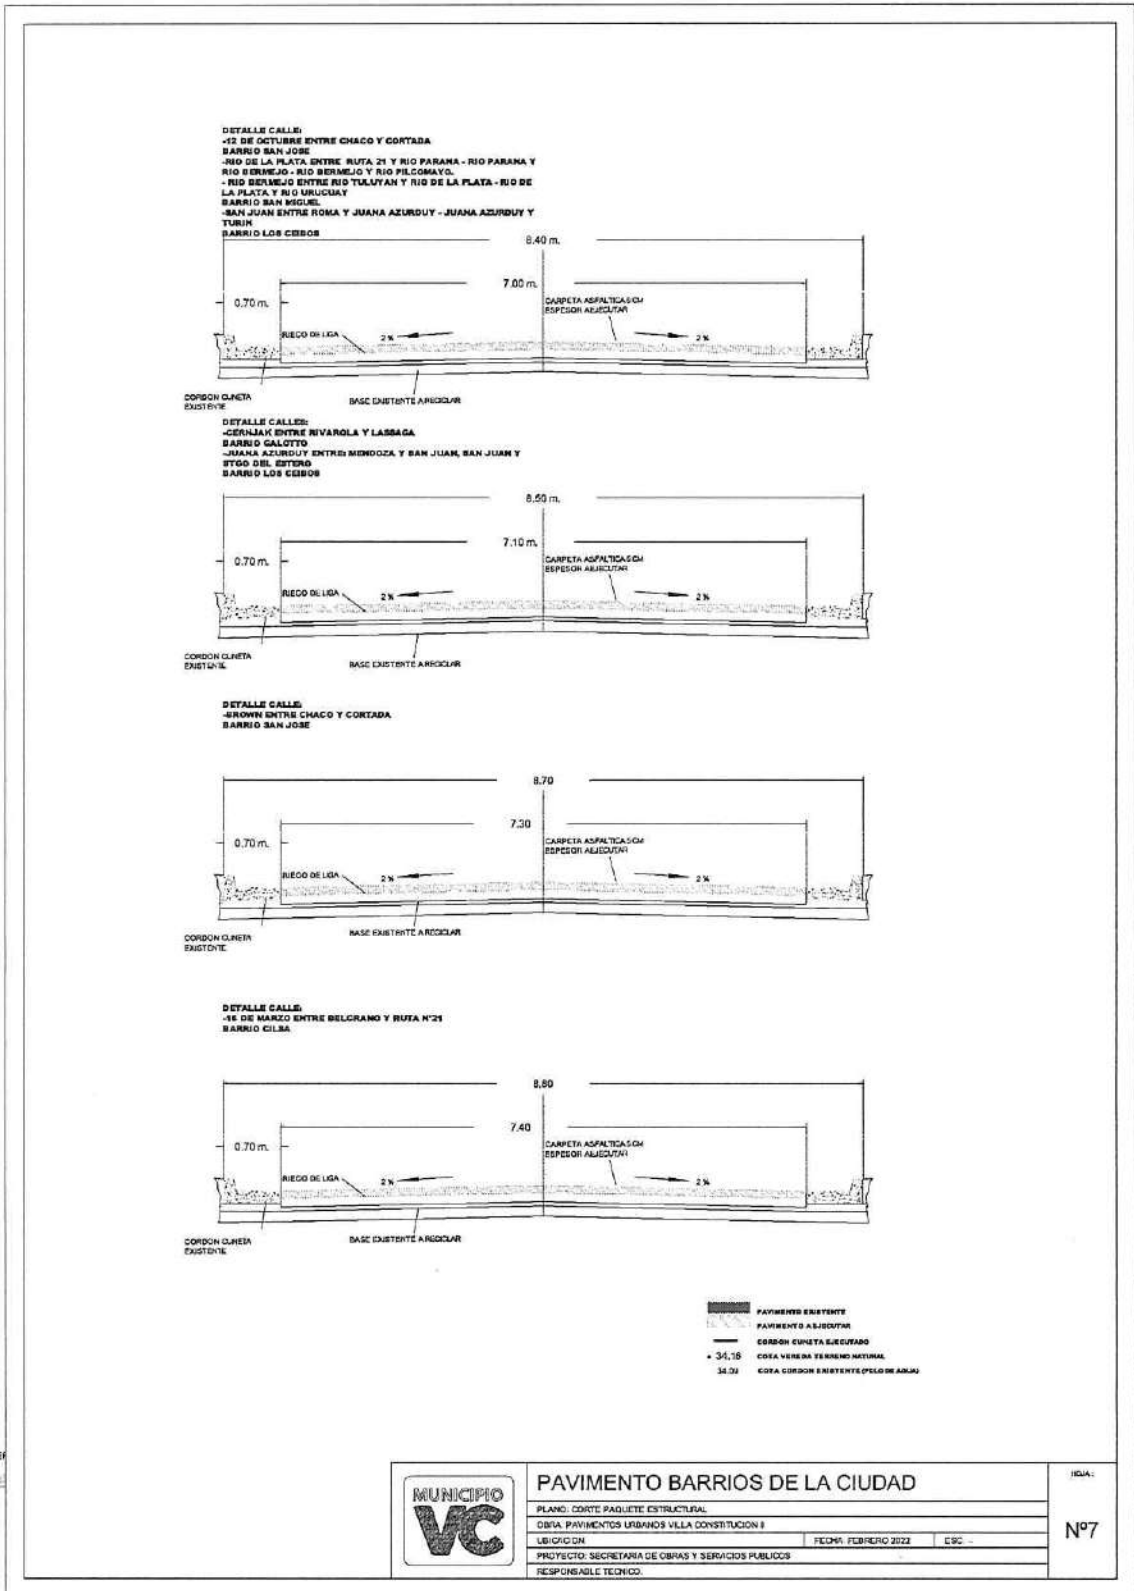 DETALLE CALLE:
-12 DE OCTUBRE ENTRE CHACO Y CORTADA
BARRIO SAN JOSE
-RIO DE LA PLATA ENTRE RUTA 21 Y RIO PARANA - RIO PARANA Y
RIO BERMEJO - RIO BERMEJO Y RIO PILCOMAYO.
- RIO BERMEJO ENTRE RIO TULUYAN Y RIO DE LA PLATA - RIO DE
LA PLATA Y RIO URUGUAY
BARRIO SAN MIGUEL
-SAN JUAN ENTRE ROMA Y JUANA AZURDUY - JUANA AZURDUY Y
TURIN
BARRIO LOS CEIBOS
8.40 m.
7.00 m.
0.70 m.
CARPETA ASFALTICA 5 CM
ESPESOR A EJECUTAR
RIEGO DE LIGA
2%
2%
CORDON CUNETA
EXISTENTE
BASE EXISTENTE A RECICLAR
DETALLE CALLES:
-CERNJAK ENTRE RIVAROLA Y LASSAGA
BARRIO GALOTTO
-JUANA AZURDUY ENTRE: MENDOZA Y SAN JUAN, SAN JUAN Y
STGO DEL ESTERO
BARRIO LOS CEIBOS
8.50 m.
7.10 m.
0.70 m.
CARPETA ASFALTICA 5 CM
ESPESOR A EJECUTAR
RIEGO DE LIGA
2%
2%
CORDON CUNETA
EXISTENTE
BASE EXISTENTE A RECICLAR
DETALLE CALLE:
-BROWN ENTRE CHACO Y CORTADA
BARRIO SAN JOSE
8.70
7.30
0.70 m.
CARPETA ASFALTICA 5 CM
ESPESOR A EJECUTAR
RIEGO DE LIGA
2%
2%
CORDON CUNETA
EXISTENTE
BASE EXISTENTE A RECICLAR
DETALLE CALLE:
-16 DE MARZO ENTRE BELGRANO Y RUTA N°21
BARRIO CILSA
8.80
7.40
0.70 m.
CARPETA ASFALTICA 5 CM
ESPESOR A EJECUTAR
RIEGO DE LIGA
2%
2%
CORDON CUNETA
EXISTENTE
BASE EXISTENTE A RECICLAR
PAVIMENTO EXISTENTE
PAVIMENTO A EJECUTAR
CORDON CUNETA EJECUTADO
34,16 COTA VEREDA TERRENO NATURAL
COTA CORDON EXISTENTE (PELO DE AGUA)
MUNICIPIO
VC
PAVIMENTO BARRIOS DE LA CIUDAD
PLANO: CORTE PAQUETE ESTRUCTURAL
OBRA: PAVIMENTOS URBANOS VILLA CONSTITUCION II
UBICACION: FECHA: FEBRERO 2022 ESC: -
PROYECTO: SECRETARIA DE OBRAS Y SERVICIOS PUBLICOS
RESPONSABLE TECNICO:
HOJA:
Nº7